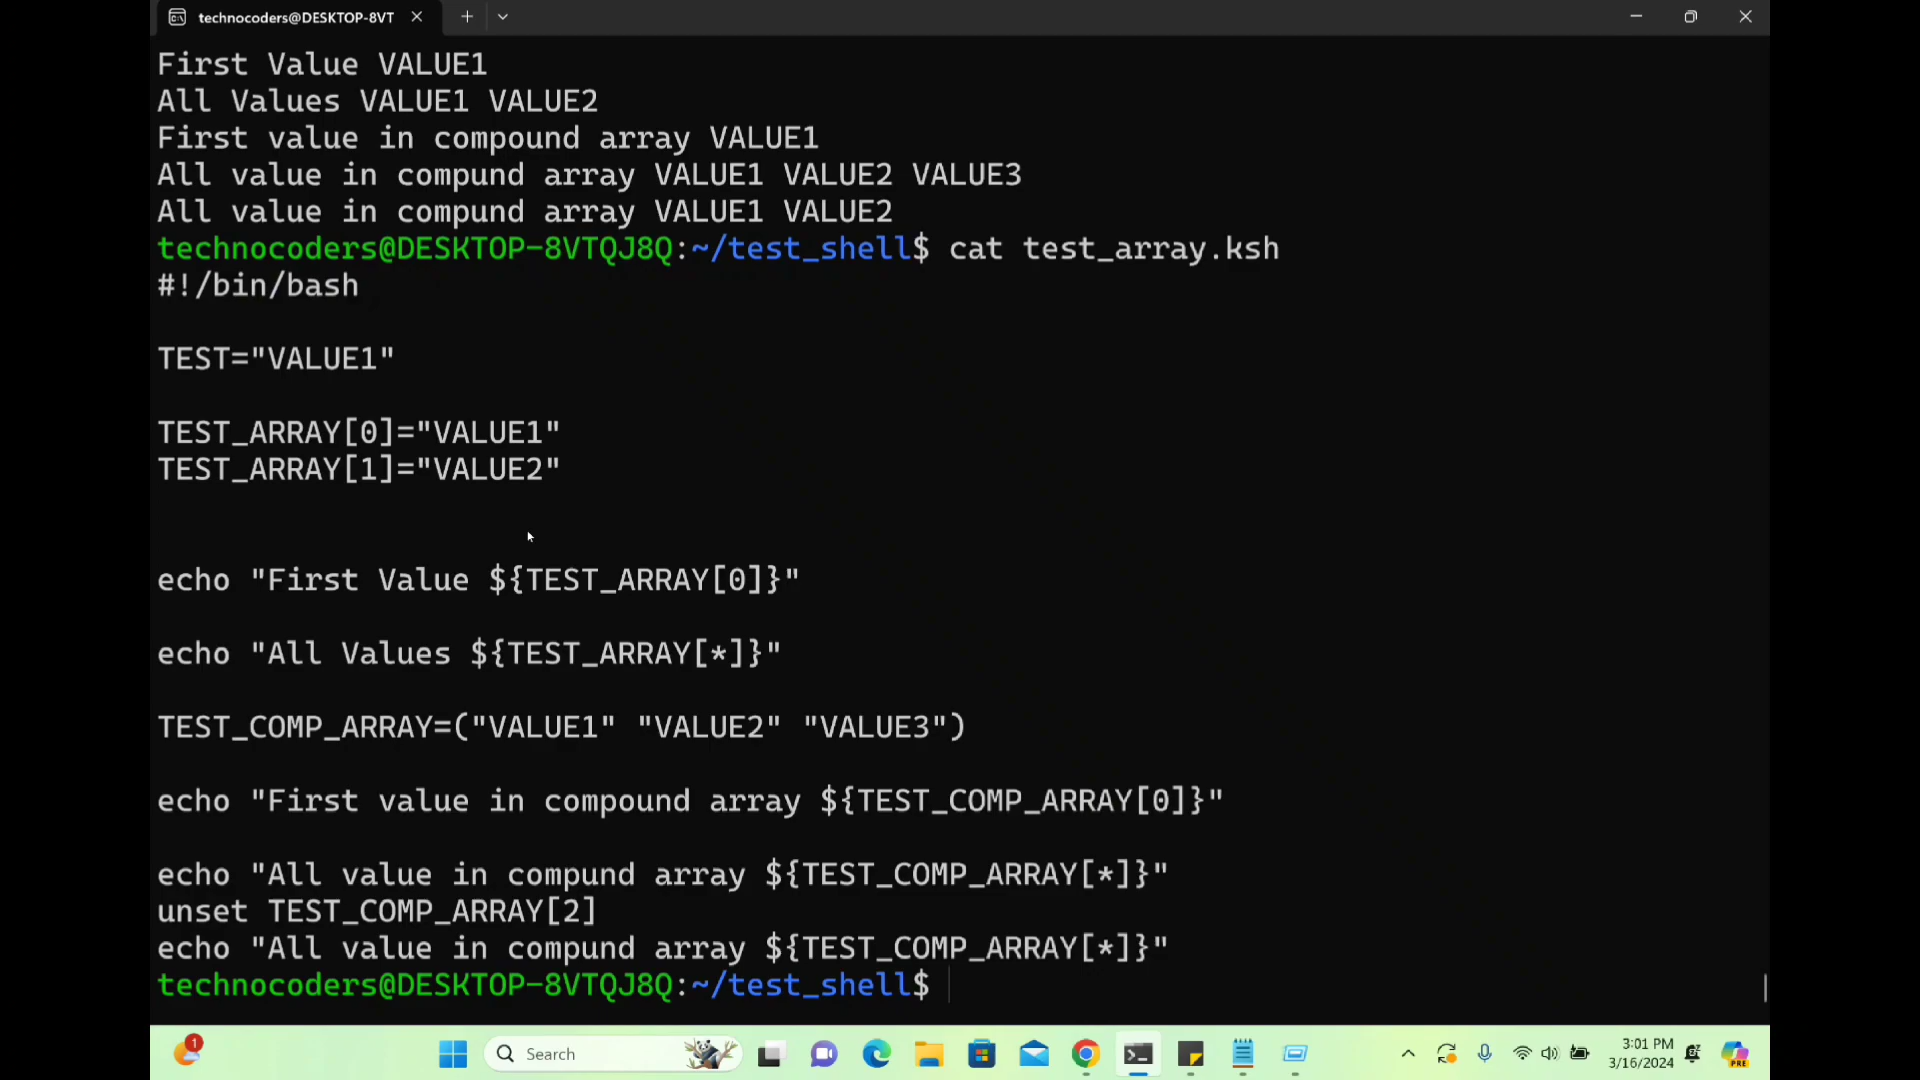 technocoders@DESKTOP-8VT
First Value VALUE1
All Values VALUE1 VALUE2
First value in compound array VALUE1
All value in compund array VALUE1 VALUE2 VALUE3
All value in compund array VALUE1 VALUE2
technocoders@DESKTOP-8VTQJ8Q:~/test_shell$ cat test_array.ksh
#!/bin/bash
TEST="VALUE1"
TEST_ARRAY[0]="VALUE1"
TEST_ARRAY[1]="VALUE2"
echo "First Value ${TEST_ARRAY[0]}"
echo "All Values ${TEST_ARRAY[*]}"
TEST_COMP_ARRAY=("VALUE1" "VALUE2" "VALUE3")
echo "First value in compound array ${TEST_COMP_ARRAY[0]}"
echo "All value in compund array ${TEST_COMP_ARRAY[*]}"
unset TEST_COMP_ARRAY[2]
echo "All value in compund array ${TEST_COMP_ARRAY[*]}"
technocoders@DESKTOP-8VTQJ8Q:~/test_shell$
1
Search
3:01 PM
3/16/2024
PRE